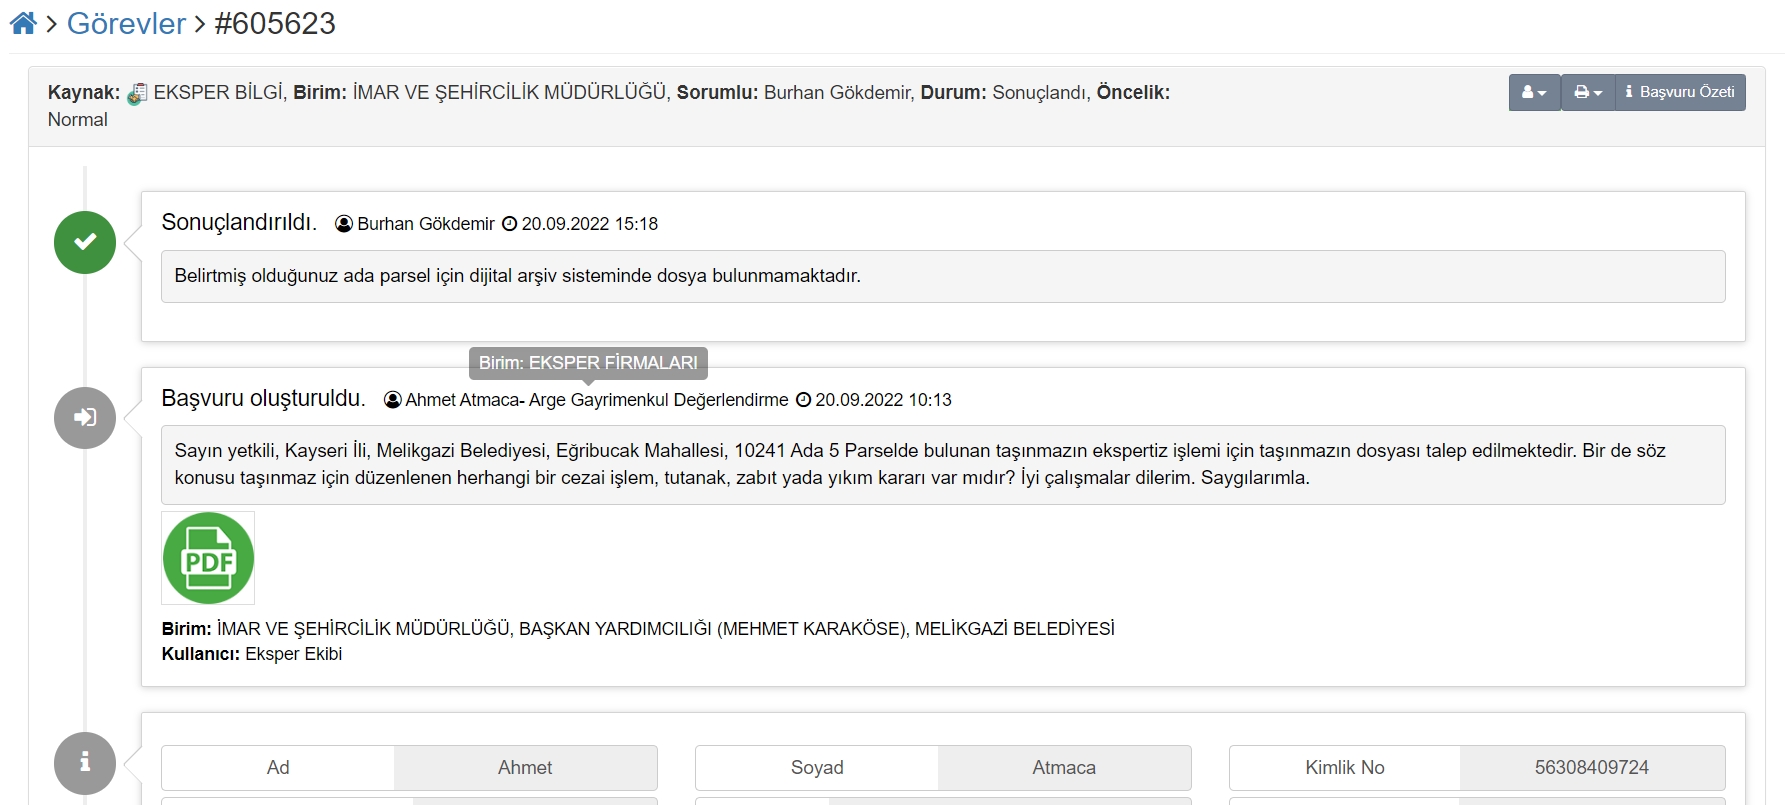 > Görevler > #605623
Kaynak: EKSPER BİLGİ, Birim: İMAR VE ŞEHİRCİLİK MÜDÜRLÜĞÜ, Sorumlu: Burhan Gökdemir, Durum: Sonuçlandı, Öncelik:
Normal
Başvuru Özeti
Sonuçlandırıldı. Burhan Gökdemir 20.09.2022 15:18
Belirtmiş olduğunuz ada parsel için dijital arşiv sisteminde dosya bulunmamaktadır.
Birim: EKSPER FİRMALARI
Başvuru oluşturuldu. Ahmet Atmaca- Arge Gayrimenkul Değerlendirme 20.09.2022 10:13
Sayın yetkili, Kayseri İli, Melikgazi Belediyesi, Eğribucak Mahallesi, 10241 Ada 5 Parselde bulunan taşınmazın ekspertiz işlemi için taşınmazın dosyası talep edilmektedir. Bir de söz
konusu taşınmaz için düzenlenen herhangi bir cezai işlem, tutanak, zabıt yada yıkım kararı var mıdır? İyi çalışmalar dilerim. Saygılarımla.
PDF
Birim: İMAR VE ŞEHİRCİLİK MÜDÜRLÜĞÜ, BAŞKAN YARDIMCILIĞI (MEHMET KARAKÖSE), MELİKGAZİ BELEDİYESİ
Kullanıcı: Eksper Ekibi
Ad Ahmet Soyad Atmaca Kimlik No 56308409724